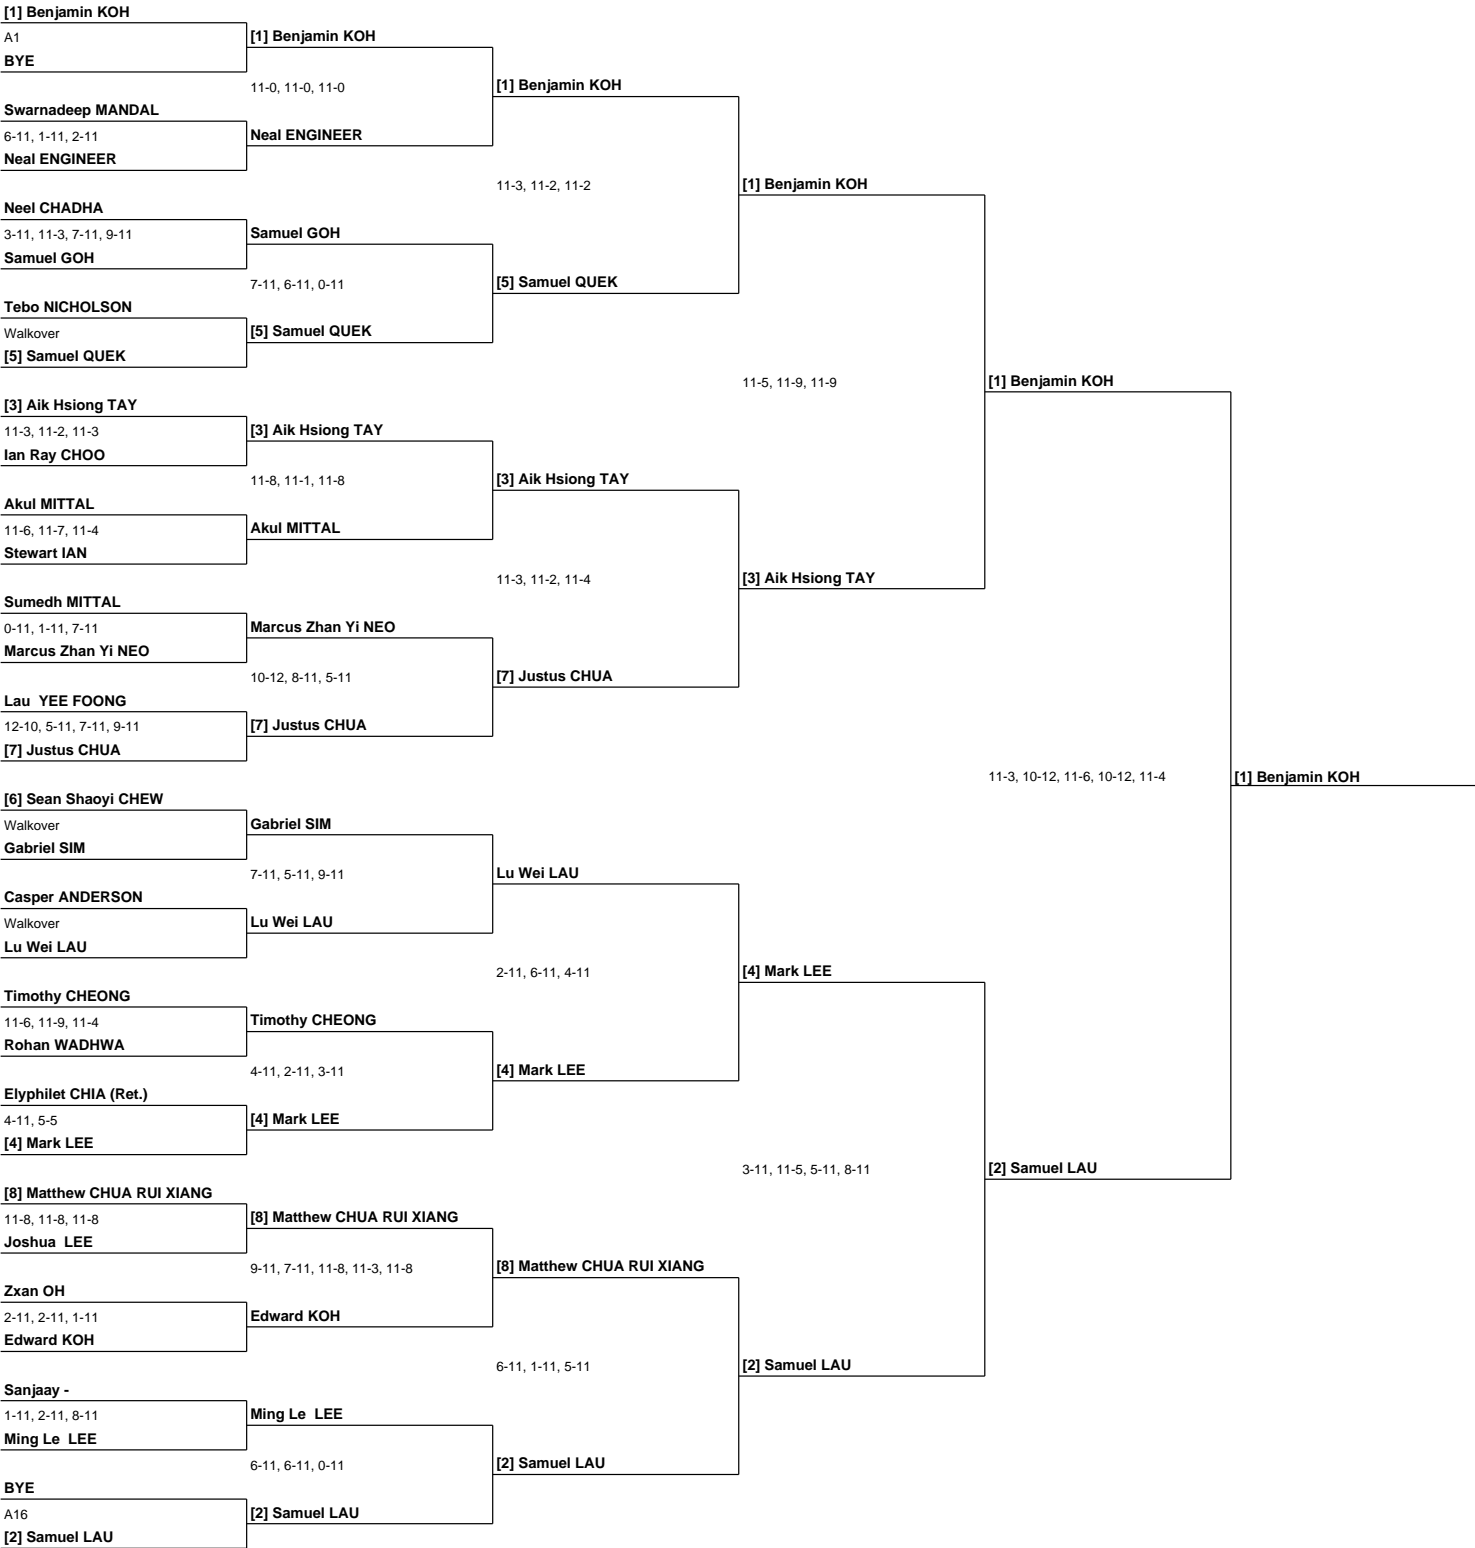 [1] Benjamin KOH
A1
[1] Benjamin KOH
BYE
11-0, 11-0, 11-0
[1] Benjamin KOH
Swarnadeep MANDAL
6-11, 1-11, 2-11
Neal ENGINEER
Neal ENGINEER
11-3, 11-2, 11-2
[1] Benjamin KOH
Neel CHADHA
3-11, 11-3, 7-11, 9-11
Samuel GOH
Samuel GOH
7-11, 6-11, 0-11
[5] Samuel QUEK
Tebo NICHOLSON
Walkover
[5] Samuel QUEK
[5] Samuel QUEK
11-5, 11-9, 11-9
[1] Benjamin KOH
[3] Aik Hsiong TAY
11-3, 11-2, 11-3
[3] Aik Hsiong TAY
Ian Ray CHOO
11-8, 11-1, 11-8
[3] Aik Hsiong TAY
Akul MITTAL
11-6, 11-7, 11-4
Akul MITTAL
Stewart IAN
11-3, 11-2, 11-4
[3] Aik Hsiong TAY
Sumedh MITTAL
0-11, 1-11, 7-11
Marcus Zhan Yi NEO
Marcus Zhan Yi NEO
10-12, 8-11, 5-11
[7] Justus CHUA
Lau  YEE FOONG
12-10, 5-11, 7-11, 9-11
[7] Justus CHUA
[7] Justus CHUA
11-3, 10-12, 11-6, 10-12, 11-4
[1] Benjamin KOH
[6] Sean Shaoyi CHEW
Walkover
Gabriel SIM
Gabriel SIM
7-11, 5-11, 9-11
Lu Wei LAU
Casper ANDERSON
Walkover
Lu Wei LAU
Lu Wei LAU
2-11, 6-11, 4-11
[4] Mark LEE
Timothy CHEONG
11-6, 11-9, 11-4
Timothy CHEONG
Rohan WADHWA
4-11, 2-11, 3-11
[4] Mark LEE
Elyphilet CHIA (Ret.)
4-11, 5-5
[4] Mark LEE
[4] Mark LEE
3-11, 11-5, 5-11, 8-11
[2] Samuel LAU
[8] Matthew CHUA RUI XIANG
11-8, 11-8, 11-8
[8] Matthew CHUA RUI XIANG
Joshua  LEE
9-11, 7-11, 11-8, 11-3, 11-8
[8] Matthew CHUA RUI XIANG
Zxan OH
2-11, 2-11, 1-11
Edward KOH
Edward KOH
6-11, 1-11, 5-11
[2] Samuel LAU
Sanjaay -
1-11, 2-11, 8-11
Ming Le  LEE
Ming Le  LEE
6-11, 6-11, 0-11
[2] Samuel LAU
BYE
A16
[2] Samuel LAU
[2] Samuel LAU